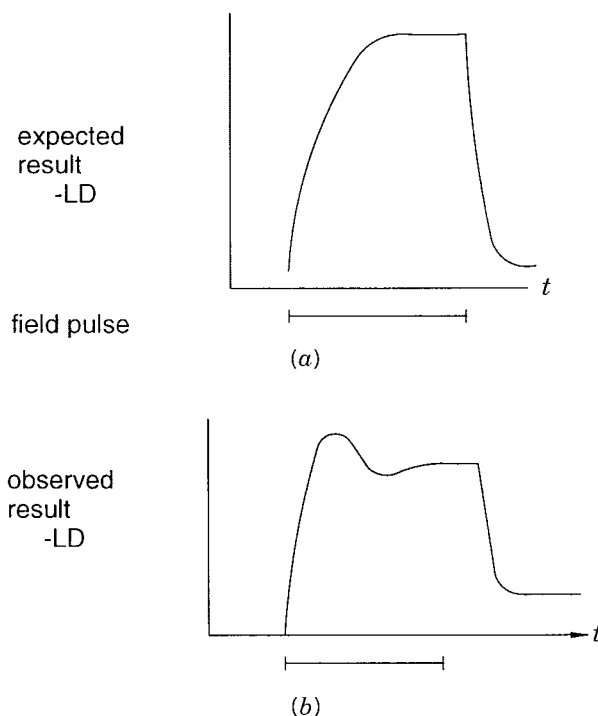 expected
result
-LD
t
field pulse
(a)
observed
result
-LD
t
(b)